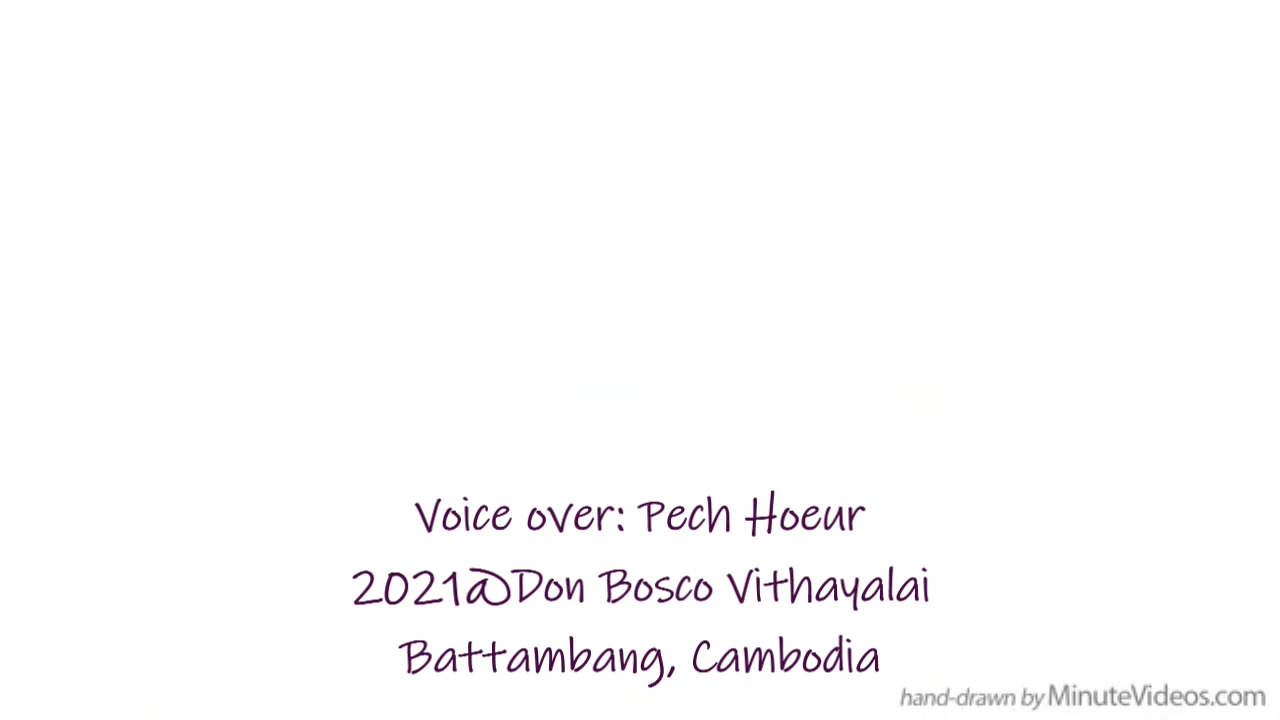 Voice over: Pech Hoeur
2021@Don Bosco Vithayalai
Battambang, Cambodia
hand-drawn by MinuteVideos.com